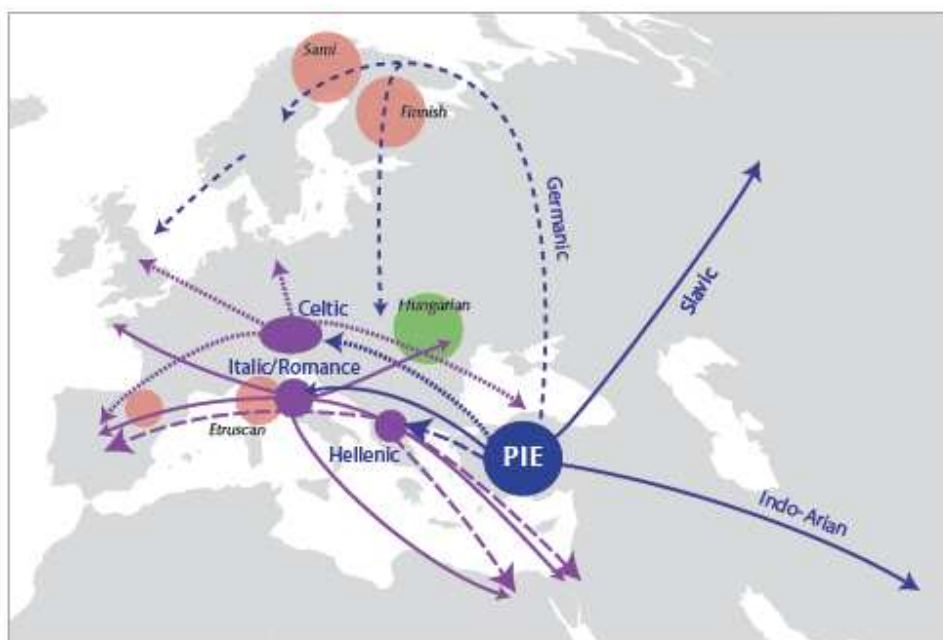 Sami
Finnish
Germanic
Slavic
Hungarian
Celtic
Italic/Romance
Etruscan
Hellenic
PIE
Indo-Arian